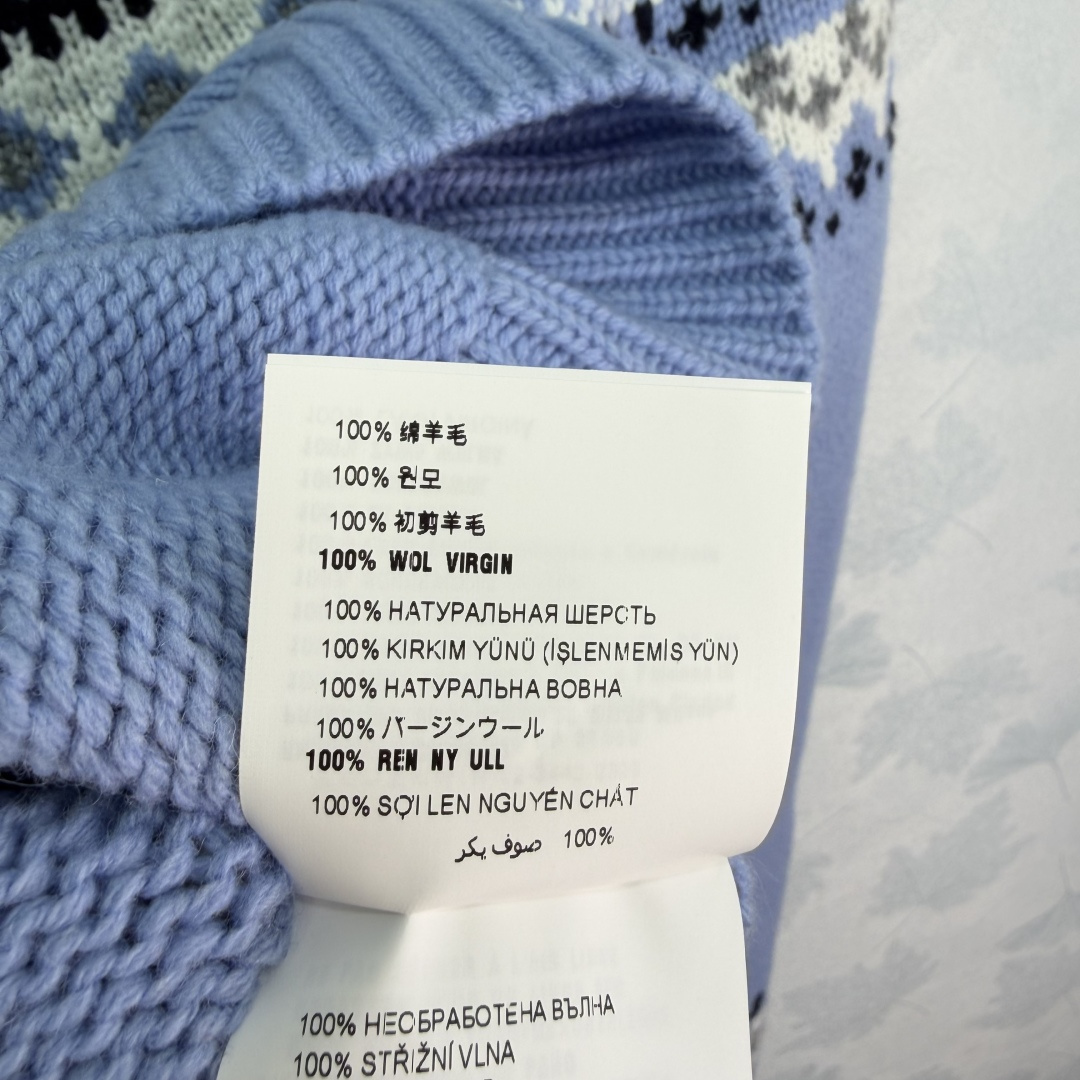 100% 绵羊毛
100% 원모
100% 初剪羊毛
100% WOL VIRGIN
100% НАТУРАЛЬНАЯ ШЕРСТЬ
100% KIRKIM YÜNÜ (İŞLENMEMİS YÜN)
100% НАТУРАЛЬНА ВОВНА
100% バージンウール
100% REN NY ULL
100% SỢI LEN NGUYÊN CHẤT
100% صوف بكر
100% НЕОБРАБОТЕНА ВЪЛНА
100% STŘIŽNÍ VLNA